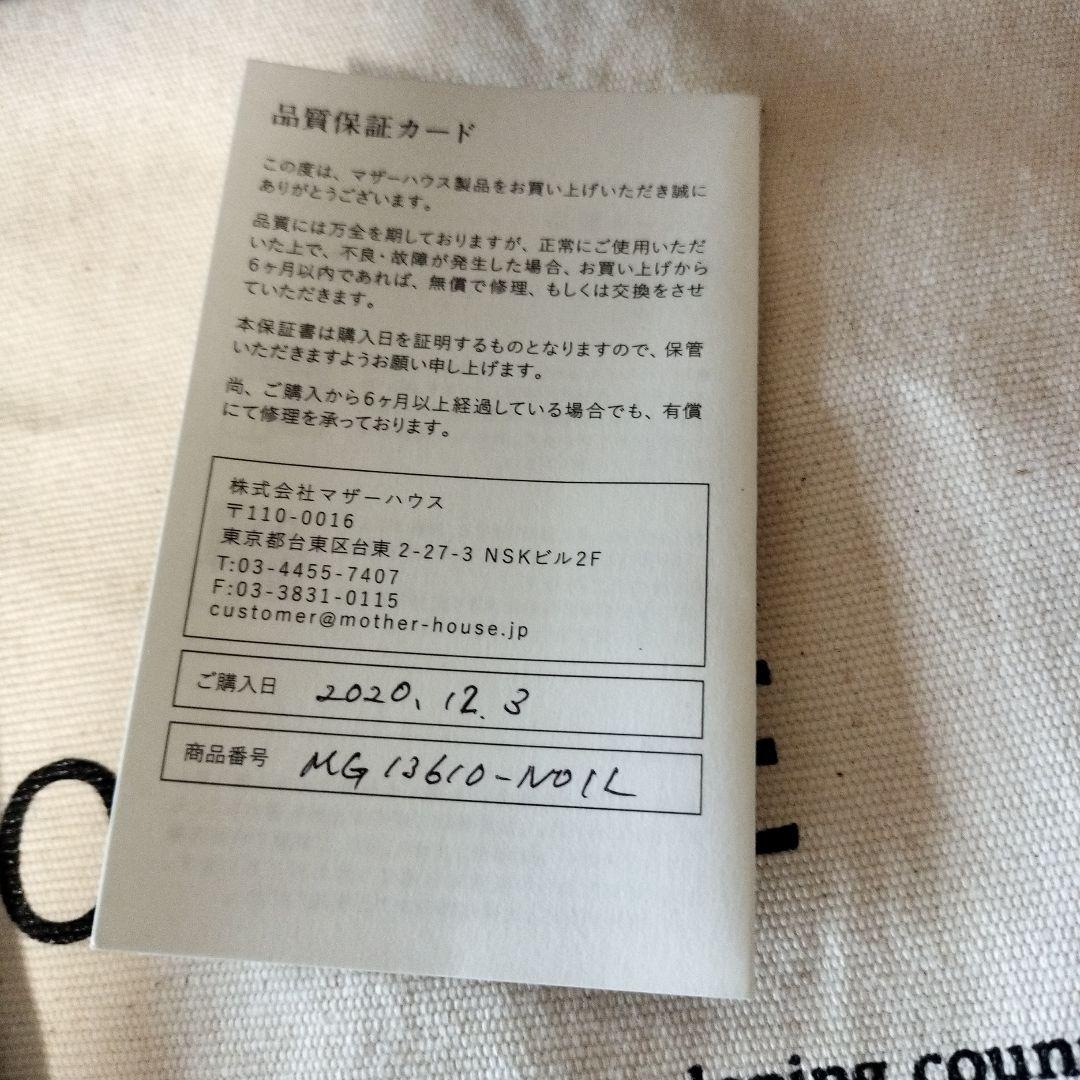 品質保証カード
この度は、マザーハウス製品をお買い上げいただき誠に
ありがとうございます。
品質には万全を期しておりますが、正常にご使用いただ
いた上で、不良・故障が発生した場合、お買い上げから
6ヶ月以内であれば、無償で修理、もしくは交換をさせ
ていただきます。
本保証書は購入日を証明するものとなりますので、保管
いただきますようお願い申し上げます。
尚、ご購入から6ヶ月以上経過している場合でも、有償
にて修理を承っております。
株式会社マザーハウス
〒110-0016
東京都台東区台東 2-27-3 NSKビル2F
T:03-4455-7407
F:03-3831-0115
customer@mother-house.jp
ご購入日 2020. 12. 3
商品番号 MG13610-N01L